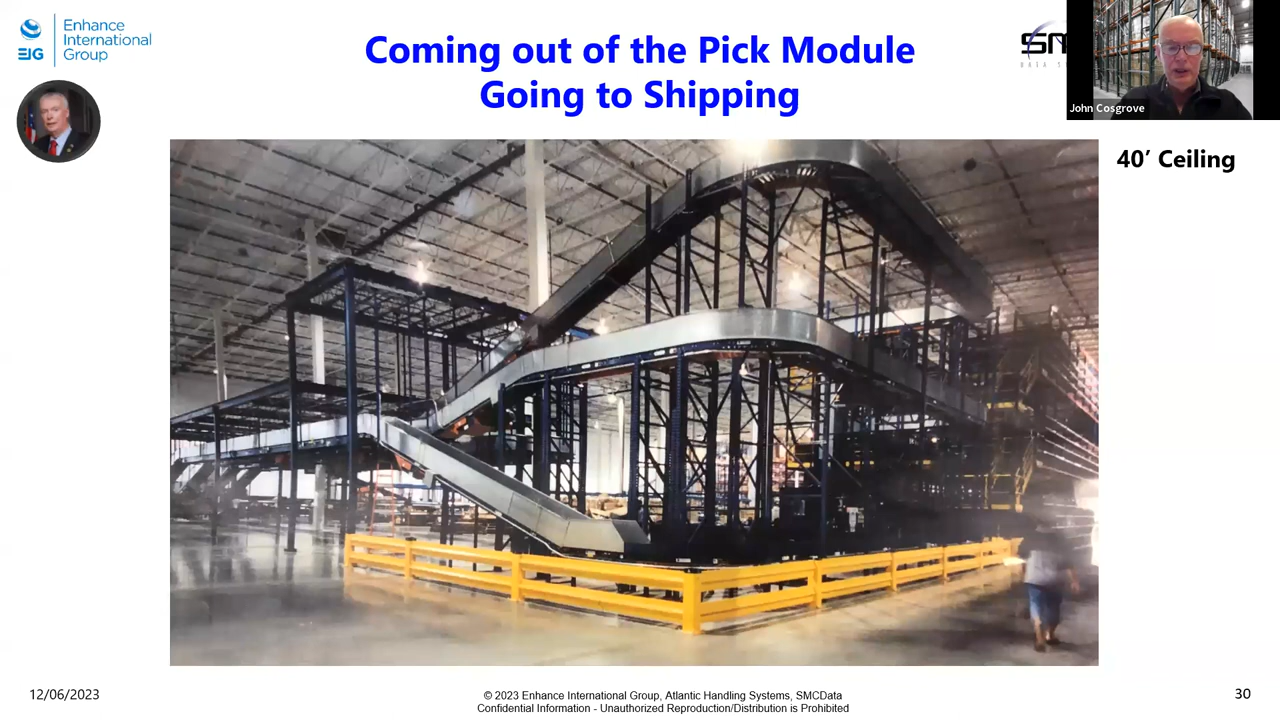 EIG
Enhance
International
Group
Coming out of the Pick Module
Going to Shipping
John Cosgrove
40’ Ceiling
12/06/2023
© 2023 Enhance International Group, Atlantic Handling Systems, SMCData
Confidential Information - Unauthorized Reproduction/Distribution is Prohibited
30